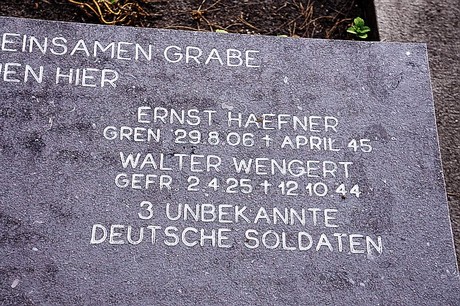 EINSAMEN GRABE
EN HIER
ERNST HAEFNER
GREN 29.8.06 † APRIL 45
WALTER WENGERT
GEFR 2.4.25 † 12.10 44
3 UNBEKANNTE
DEUTSCHE SOLDATEN